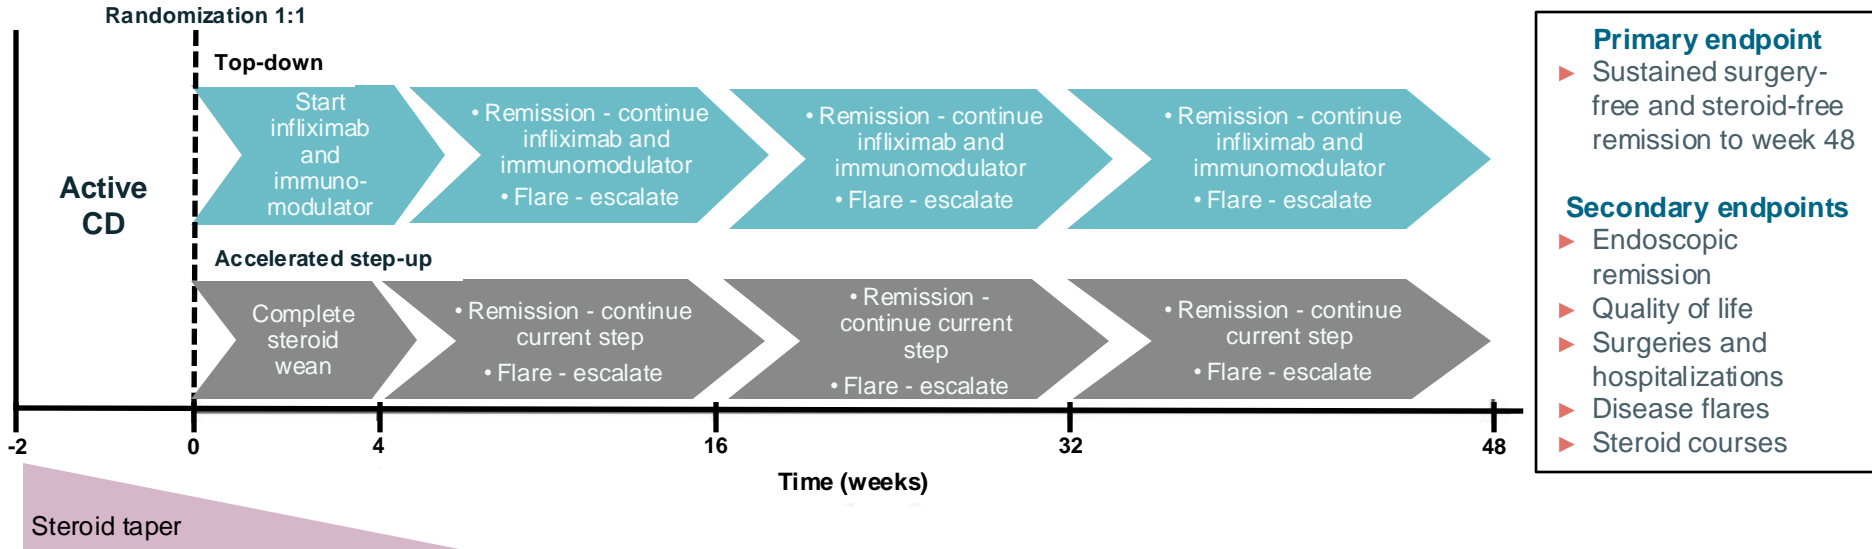 Randomization 1:1
Top-down
Active
CD
Start
infliximab
and
immuno-
modulator
• Remission - continue
infliximab and
immunomodulator
• Flare - escalate
• Remission - continue
infliximab and
immunomodulator
• Flare - escalate
• Remission - continue
infliximab and
immunomodulator
• Flare - escalate
Accelerated step-up
Complete
steroid
wean
• Remission - continue
current step
• Flare - escalate
• Remission -
continue current
step
• Flare - escalate
• Remission - continue
current step
• Flare - escalate
-2 0 4 16 32 48
Time (weeks)
Steroid taper
Primary endpoint
► Sustained surgery-
free and steroid-free
remission to week 48
Secondary endpoints
► Endoscopic
remission
► Quality of life
► Surgeries and
hospitalizations
► Disease flares
► Steroid courses